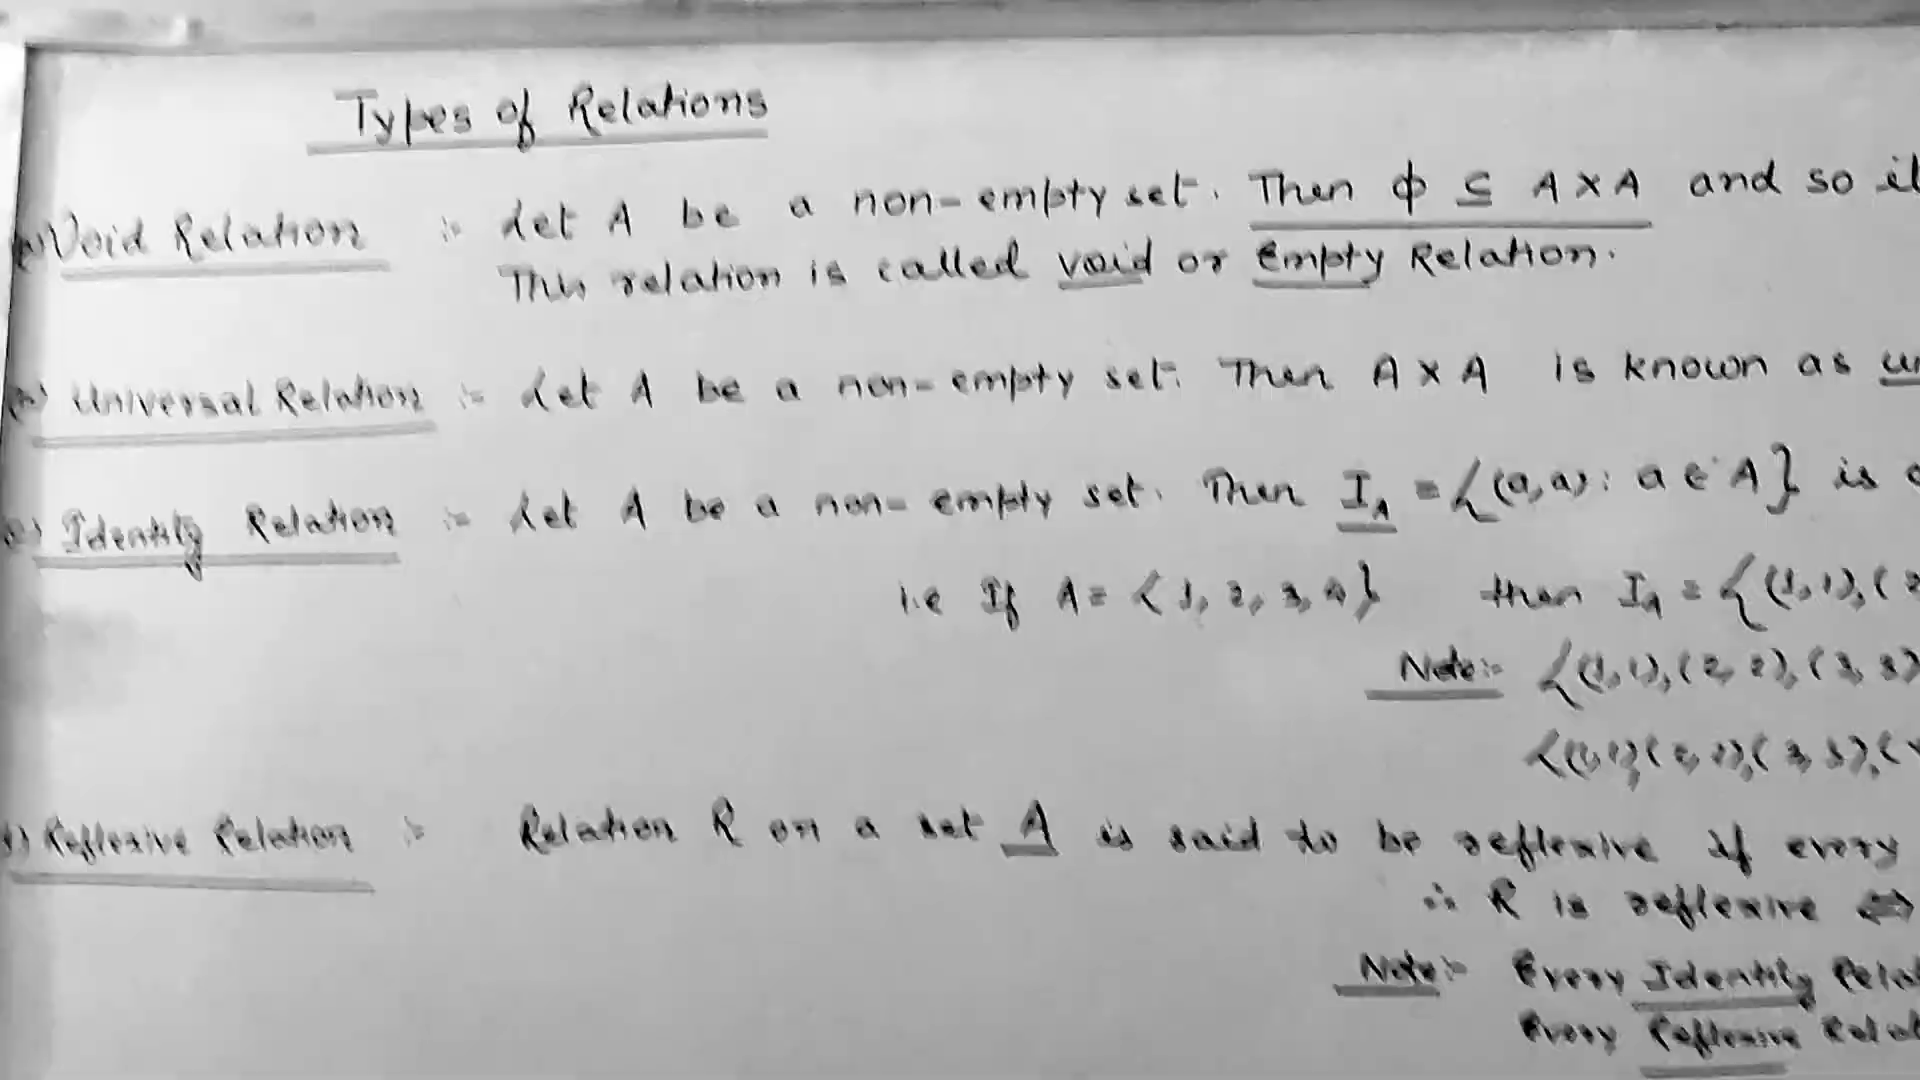 Types of Relations
Void Relation :- Let A be a non-empty set. Then ϕ ⊆ A×A and so it
This relation is called void or Empty Relation.
Universal Relation :- Let A be a non-empty set. Then A×A is known as
Identity Relation :- Let A be a non-empty set. Then I_A = {(a,a): a ∈ A} is
i.e If A = {1, 2, 3, 4} then I_A = {(1,1), (2
Note:- {(1,1), (2,2), (3,3)
{(1,1)(2,2),(3,3),(
Reflexive Relation :- Relation R on a set A is said to be reflexive if every
∴ R is reflexive ⇔
Note:- Every Identity Relat
Every Reflexive Relat